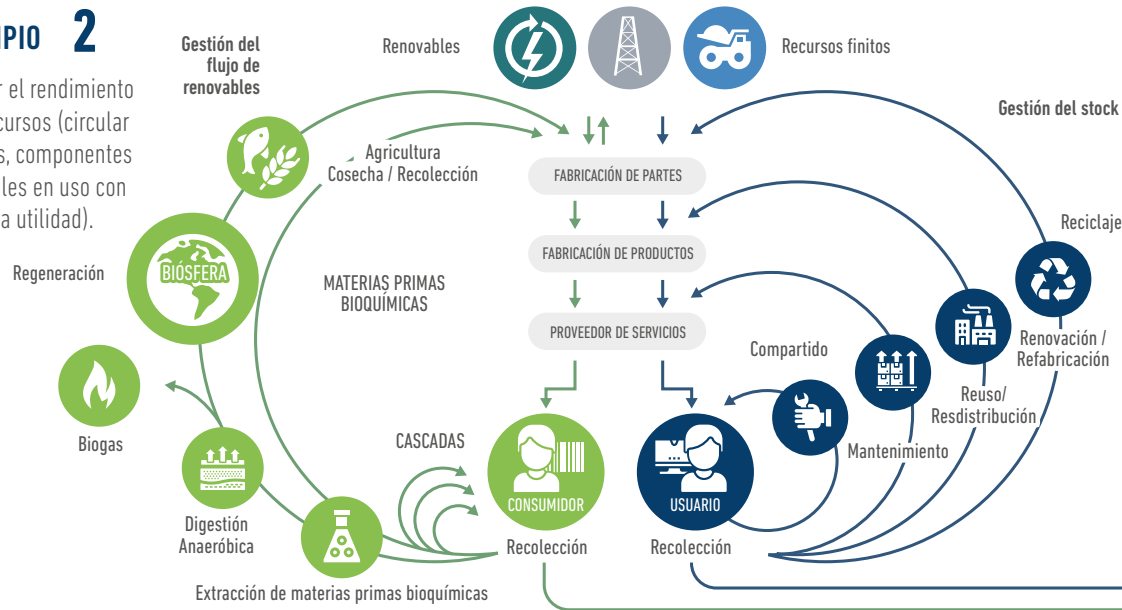 PIO 2
r el rendimiento
cursos (circular
s, componentes
les en uso con
a utilidad).
Gestión del
flujo de
renovables
Renovables
Recursos finitos
Gestión del stock
Agricultura
Cosecha / Recolección
FABRICACIÓN DE PARTES
Reciclaje
Regeneración
BIÓSFERA
MATERIAS PRIMAS
BIOQUÍMICAS
FABRICACIÓN DE PRODUCTOS
PROVEEDOR DE SERVICIOS
Renovación /
Refabricación
Compartido
Reuso/
Resdistribución
Mantenimiento
Biogas
CASCADAS
CONSUMIDOR
USUARIO
Digestión
Anaeróbica
Recolección
Recolección
Extracción de materias primas bioquímicas